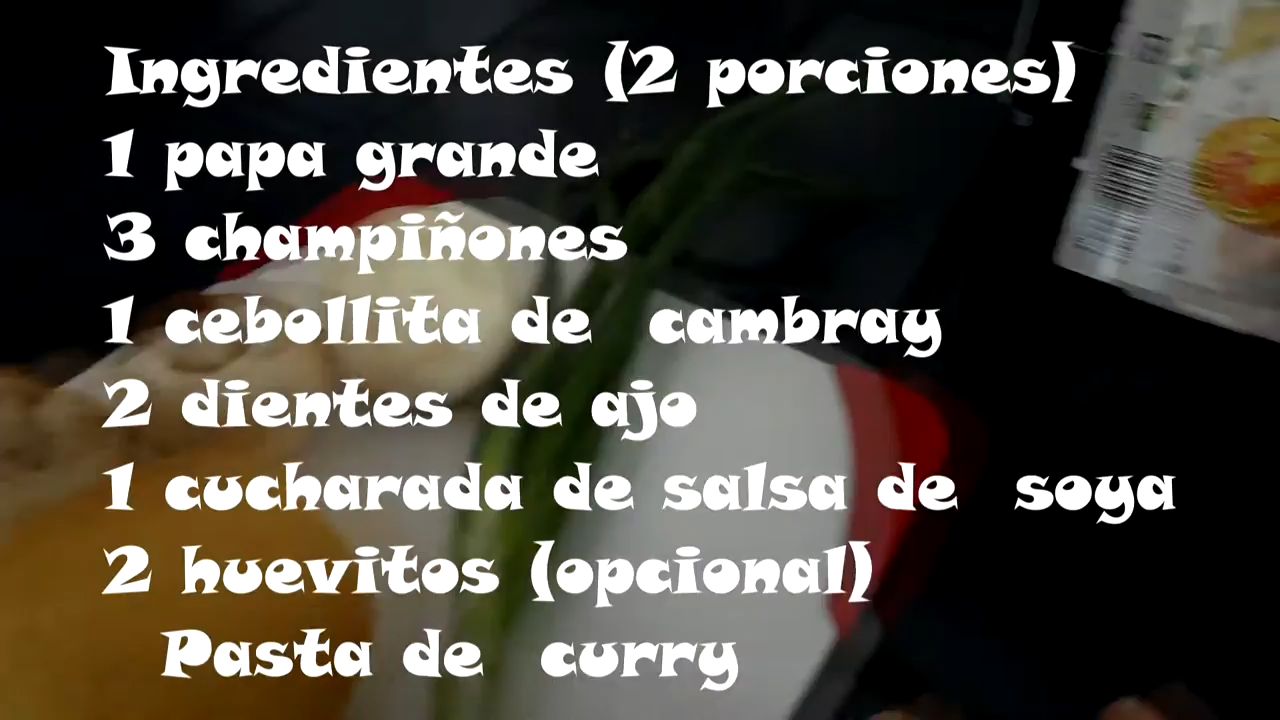 Ingredientes (2 porciones)
1 papa grande
3 champiñones
1 cebollita de cambray
2 dientes de ajo
1 cucharada de salsa de soya
2 huevitos (opcional)
Pasta de curry